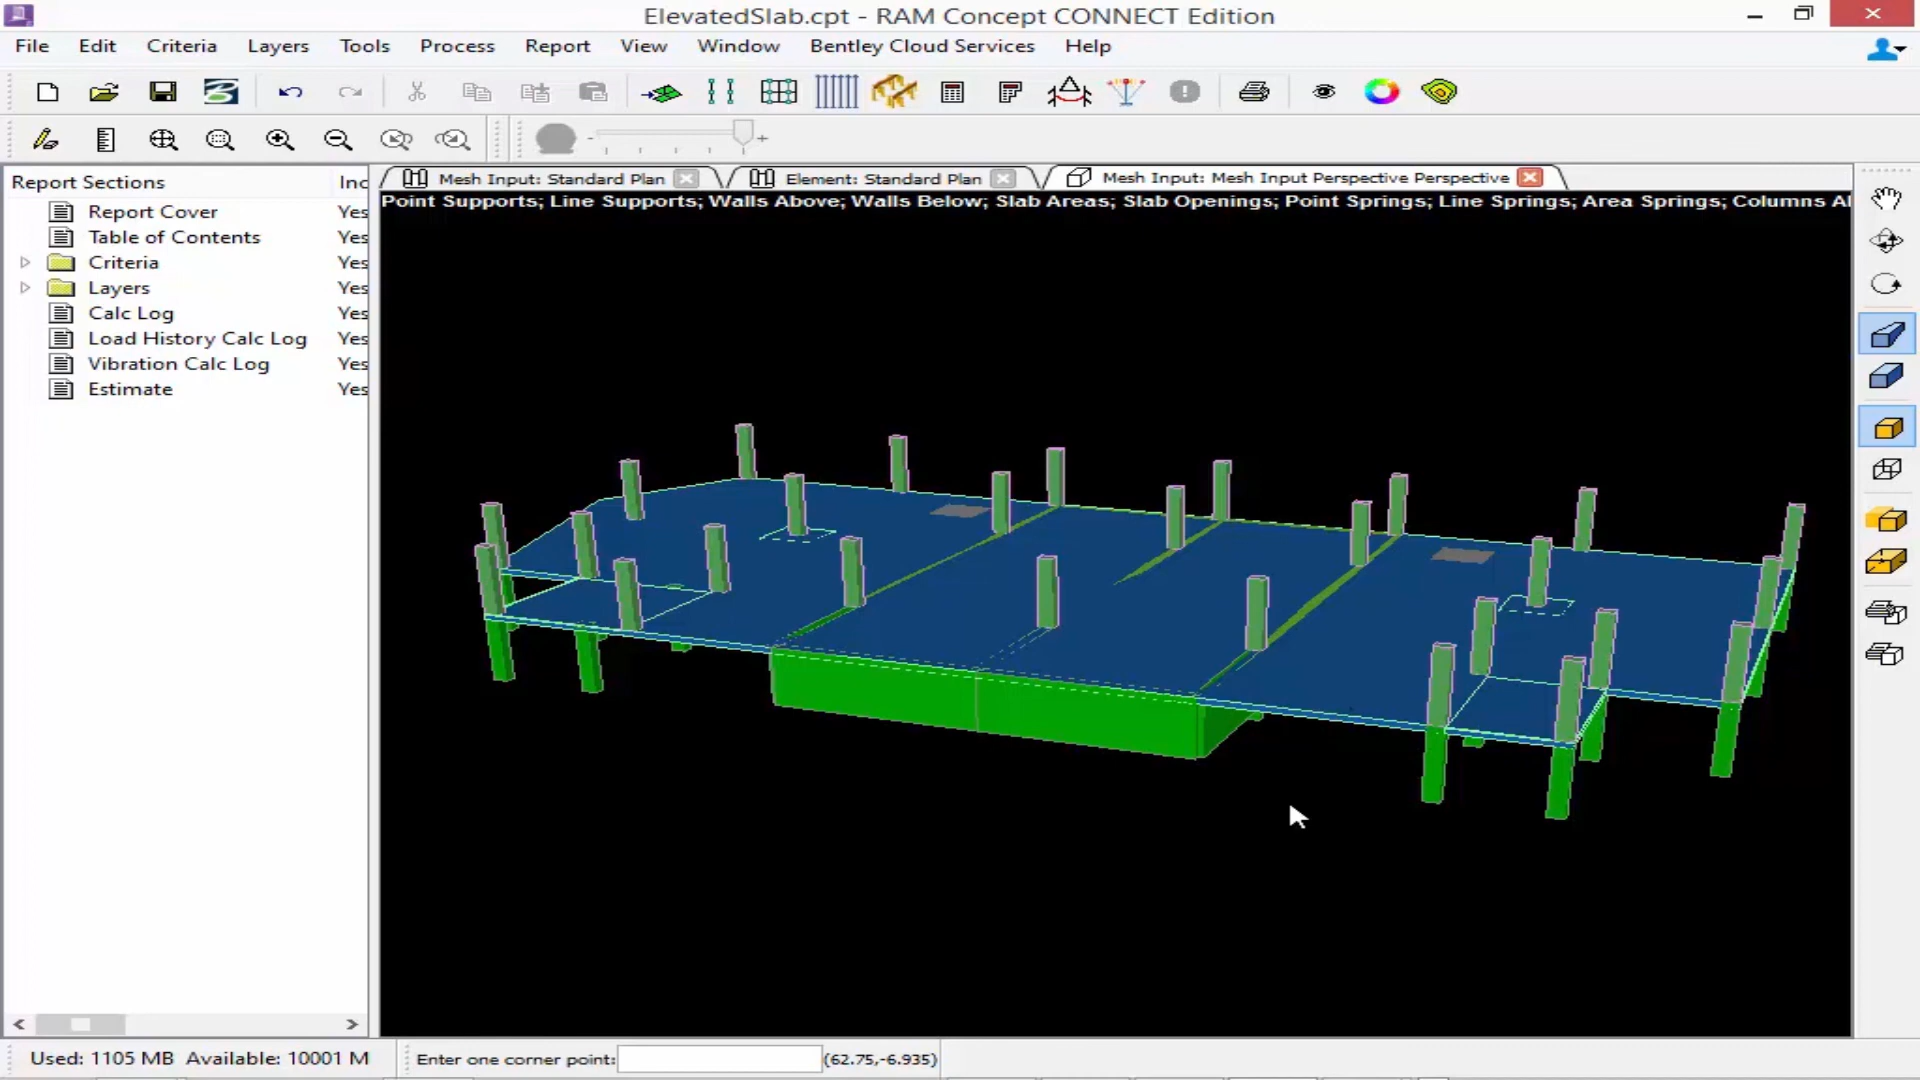 ElevatedSlab.cpt - RAM Concept CONNECT Edition
File Edit Criteria Layers Tools Process Report View Window Bentley Cloud Services Help
Report Sections Inc
Mesh Input: Standard Plan Element: Standard Plan Mesh Input: Mesh Input Perspective Perspective
Point Supports; Line Supports; Walls Above; Walls Below; Slab Areas; Slab Openings; Point Springs; Line Springs; Area Springs; Columns Al
Report Cover Yes
Table of Contents Yes
Criteria Yes
Layers Yes
Calc Log Yes
Load History Calc Log Yes
Vibration Calc Log Yes
Estimate Yes
Used: 1105 MB Available: 10001 M Enter one corner point: (62.75,-6.935)